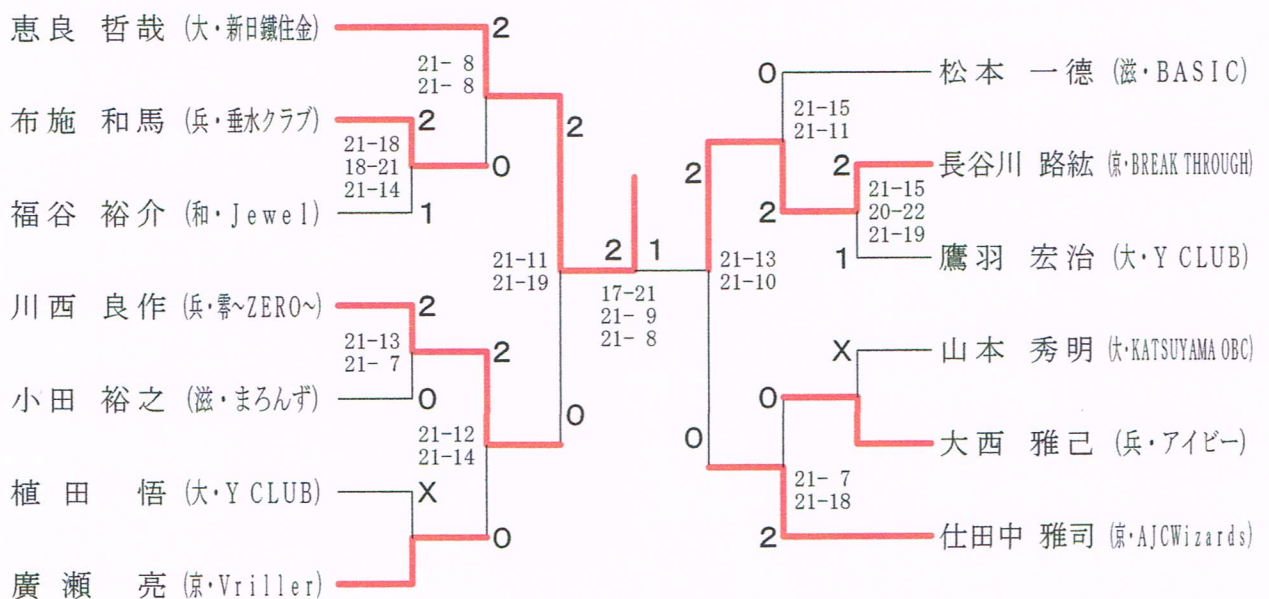 恵良 哲哉 (大・新日鐵住金)
2
21- 8
21- 8
布施 和馬 (兵・垂水クラブ)
2
21-18
18-21
21-14
0
福谷 裕介 (和・Jewel)
1
2
21-11
21-19
川西 良作 (兵・零~ZERO~)
2
21-13
21- 7
2
小田 裕之 (滋・まろんず)
0
21-12
21-14
0
植田 悟 (大・Y CLUB)
X
0
廣瀬 亮 (京・Vriller)
2 1
17-21
21- 9
21- 8
0
松本 一徳 (滋・BASIC)
21-15
21-11
2
2
長谷川 路紘 (京・BREAK THROUGH)
21-15
20-22
21-19
2
1
鷹羽 宏治 (大・Y CLUB)
21-13
21-10
X
山本 秀明 (大・KATSUYAMA OBC)
0
0
大西 雅己 (兵・アイビー)
21- 7
21-18
2
仕田中 雅司 (京・AJCWizards)